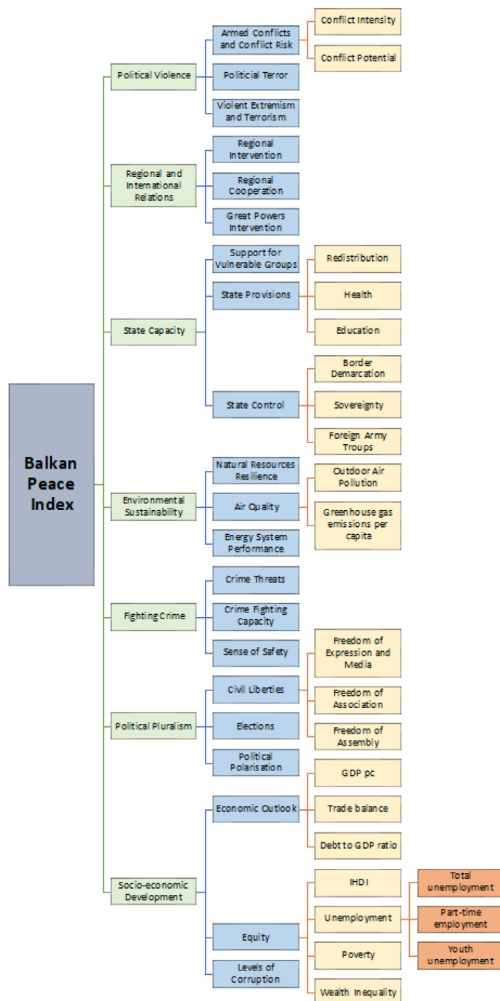 Balkan
Peace
Index
Political Violence
Armed Conflicts
and Conflict Risk
Conflict Intensity
Conflict Potential
Politicial Terror
Violent Extremism
and Terrorism
Regional and
International
Relations
Regional
Intervention
Regional
Cooperation
Great Powers
Intervention
State Capacity
Support for
Vulnerable Groups
State Provisions
Redistribution
Health
Education
State Control
Border
Demarcation
Sovereignty
Foreign Army
Troups
Environmental
Sustainability
Natural Resources
Resilience
Air Quality
Outdoor Air
Pollution
Greenhouse gas
emissions per
capita
Energy System
Performance
Fighting Crime
Crime Threats
Crime Fighting
Capacity
Sense of Safety
Political Pluralism
Civil Liberties
Freedom of
Expression and
Media
Freedom of
Association
Freedom of
Assembly
Elections
Political
Polarisation
Socio-economic
Development
Economic Outlook
GDP pc
Trade balance
Debt to GDP ratio
Equity
IHDI
Unemployment
Total
unemployment
Part-time
employment
Youth
unemployment
Poverty
Wealth Inequality
Levels of
Corruption